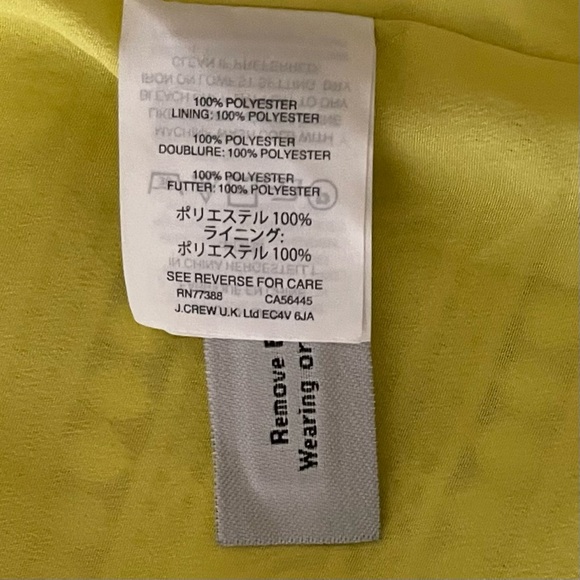 100% POLYESTER
LINING: 100% POLYESTER
100% POLYESTER
DOUBLURE: 100% POLYESTER
100% POLYESTER
FUTTER: 100% POLYESTER
ポリエステル 100%
ライニング:
ポリエステル 100%
SEE REVERSE FOR CARE
RN77388 CA56445
J.CREW U.K. Ltd EC4V 6JA
Remove
Wearing or